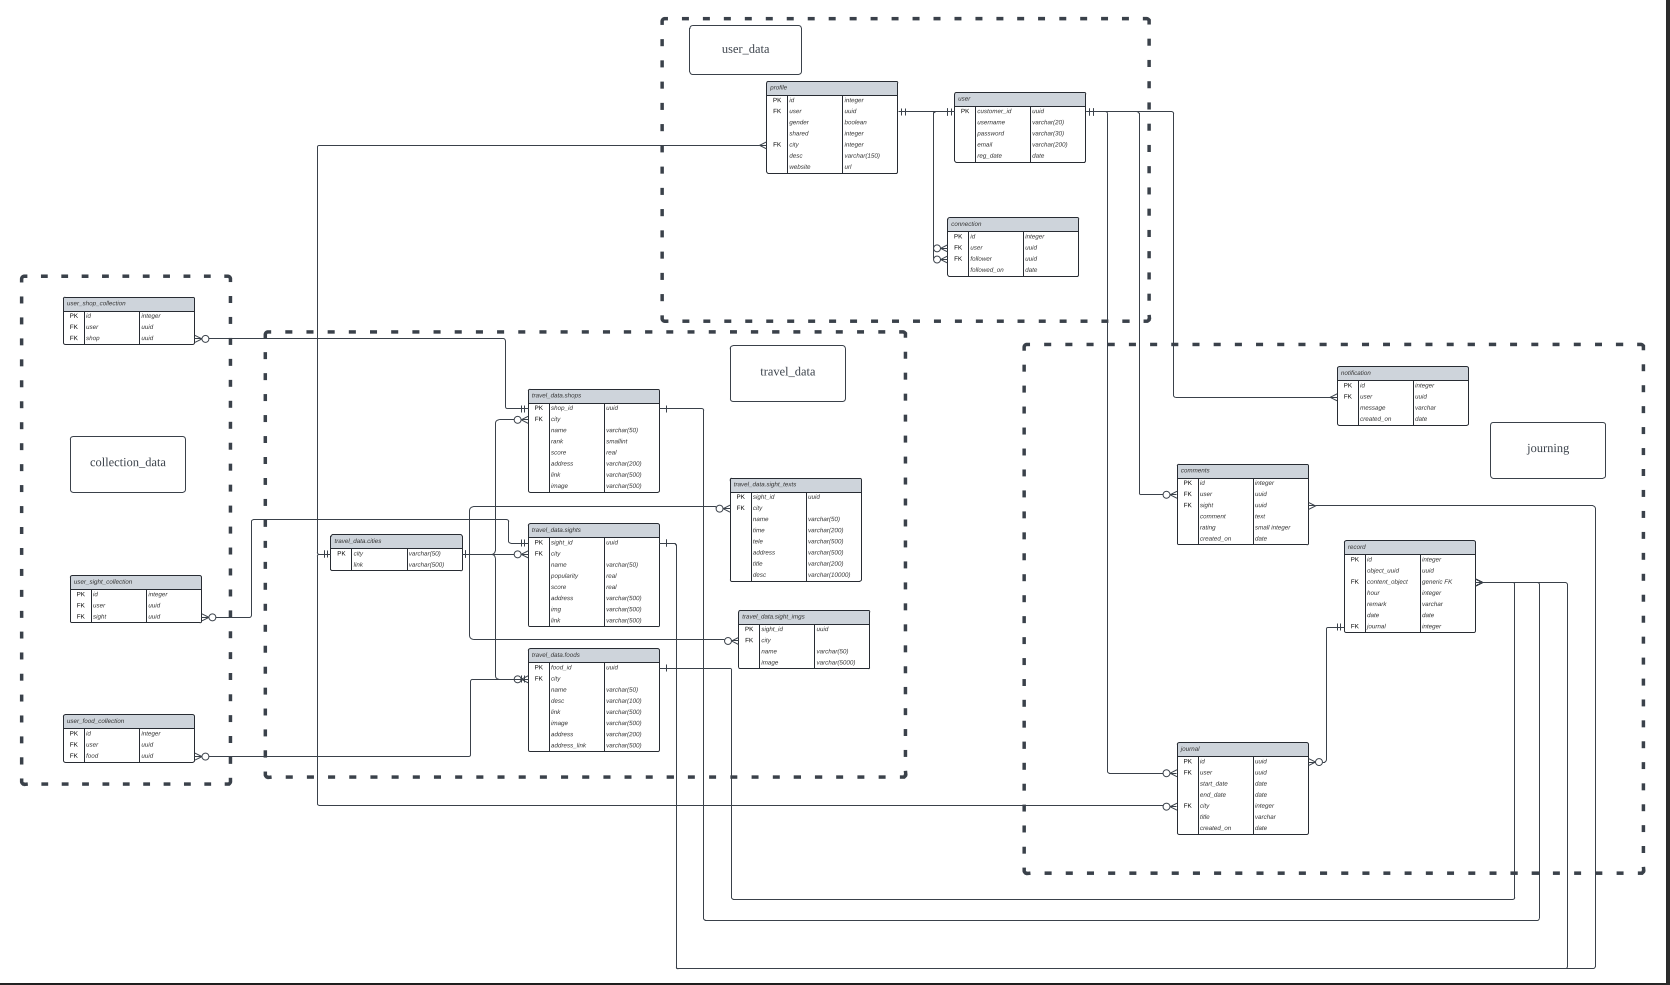 user_data
profile
PK id integer
FK user uuid
gender boolean
shared integer
FK city integer
desc varchar(150)
website url
user
PK customer_id uuid
username varchar(20)
password varchar(30)
email varchar(200)
reg_date date
connection
PK id integer
FK user uuid
FK follower uuid
followed_on date
user_shop_collection
PK id integer
FK user uuid
FK shop uuid
collection_data
user_sight_collection
PK id integer
FK user uuid
FK sight uuid
user_food_collection
PK id integer
FK user uuid
FK food uuid
travel_data
travel_data.shops
PK shop_id uuid
FK city
name varchar(50)
rank smallint
score real
address varchar(200)
link varchar(500)
image varchar(500)
travel_data.sight_texts
PK sight_id uuid
FK city
name varchar(50)
time varchar(200)
tele varchar(500)
address varchar(500)
title varchar(200)
desc varchar(10000)
travel_data.cities
PK city varchar(50)
link varchar(500)
travel_data.sights
PK sight_id uuid
FK city
name varchar(50)
popularity real
score real
address varchar(500)
img varchar(500)
link varchar(500)
travel_data.sight_imgs
PK sight_id uuid
FK city
name varchar(50)
image varchar(5000)
travel_data.foods
PK food_id uuid
FK city
name varchar(50)
desc varchar(100)
link varchar(500)
image varchar(500)
address varchar(200)
address_link varchar(500)
notification
PK id integer
FK user uuid
message varchar
created_on date
journing
comments
PK id integer
FK user uuid
FK sight uuid
comment text
rating small integer
created_on date
record
PK id integer
object_uuid uuid
FK content_object generic FK
hour integer
remark varchar
date date
FK journal integer
journal
PK id uuid
FK user uuid
start_date date
end_date date
FK city integer
title varchar
created_on date